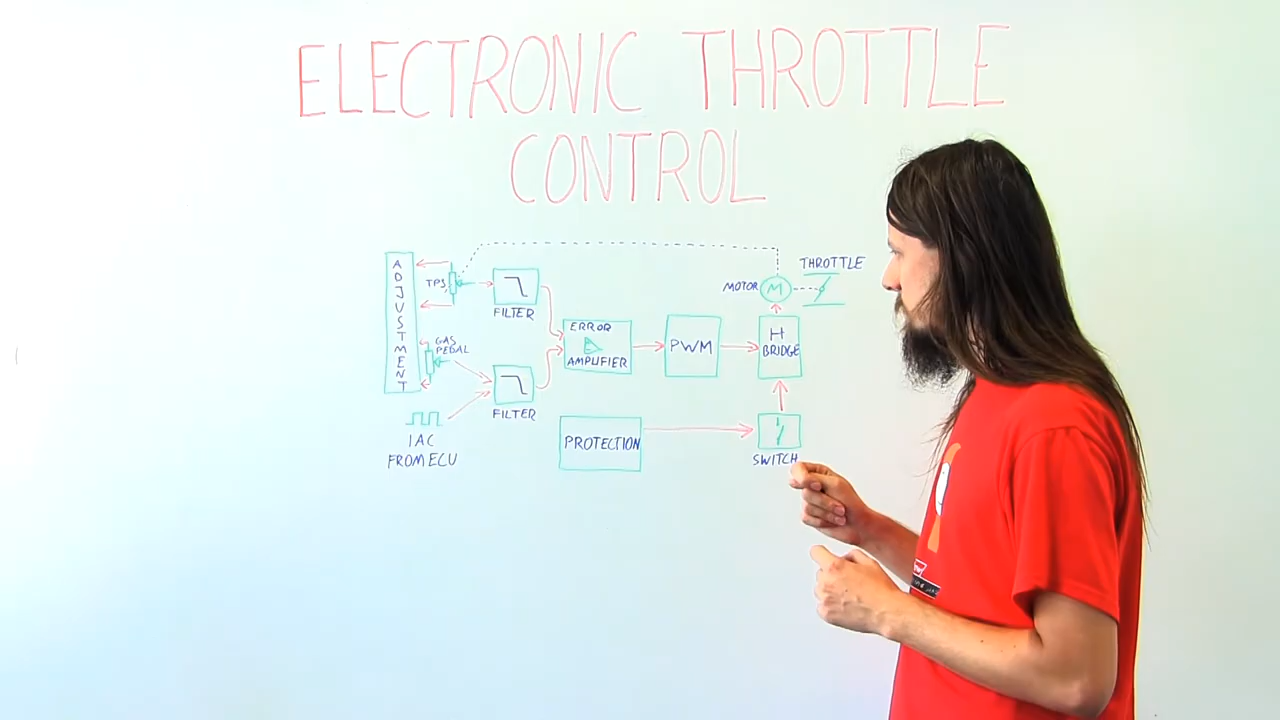 ELECTRONIC THROTTLE
CONTROL
ADJUSTMENT
TPS
FILTER
GAS
PEDAL
FILTER
IAC
FROM ECU
ERROR
AMPLIFIER
PWM
H
BRIDGE
MOTOR
M
THROTTLE
PROTECTION
SWITCH